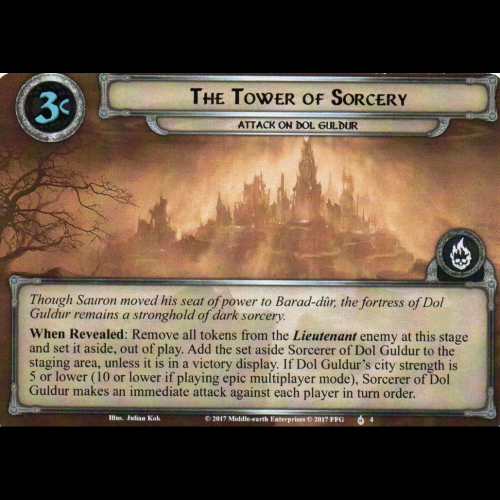 3C
THE TOWER OF SORCERY
ATTACK ON DOL GULDUR
Though Sauron moved his seat of power to Barad-dûr, the fortress of Dol
Guldur remains a stronghold of dark sorcery.
When Revealed: Remove all tokens from the Lieutenant enemy at this stage
and set it aside, out of play. Add the set aside Sorcerer of Dol Guldur to the
staging area, unless it is in a victory display. If Dol Guldur's city strength is
5 or lower (10 or lower if playing epic multiplayer mode), Sorcerer of Dol
Guldur makes an immediate attack against each player in turn order.
Illus. Julian Kok © 2017 Middle-earth Enterprises © 2017 FFG 4